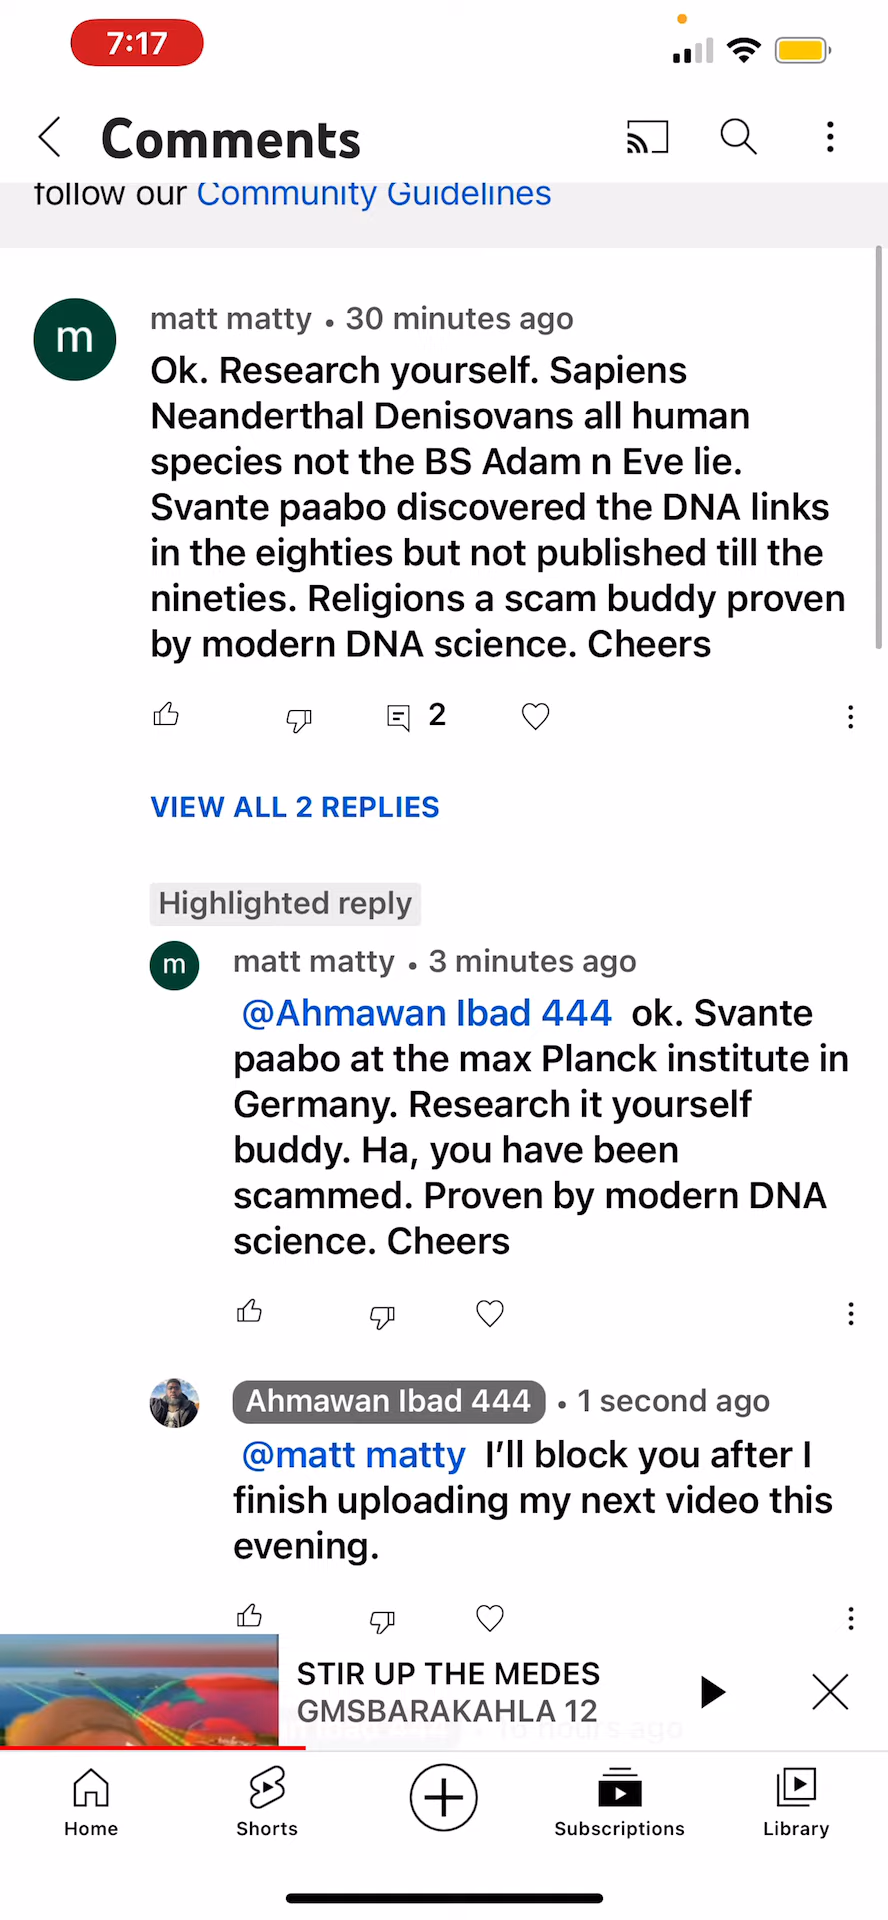 7:17
Comments
follow our Community Guidelines
m
matt matty • 30 minutes ago
Ok. Research yourself. Sapiens
Neanderthal Denisovans all human
species not the BS Adam n Eve lie.
Svante paabo discovered the DNA links
in the eighties but not published till the
nineties. Religions a scam buddy proven
by modern DNA science. Cheers
2
VIEW ALL 2 REPLIES
Highlighted reply
m
matt matty • 3 minutes ago
@Ahmawan Ibad 444 ok. Svante
paabo at the max Planck institute in
Germany. Research it yourself
buddy. Ha, you have been
scammed. Proven by modern DNA
science. Cheers
Ahmawan Ibad 444 • 1 second ago
@matt matty I’ll block you after I
finish uploading my next video this
evening.
STIR UP THE MEDES
GMSBARAKAHLA 12
Ibad 444 • 16 hours ago
Home
Shorts
Subscriptions
Library